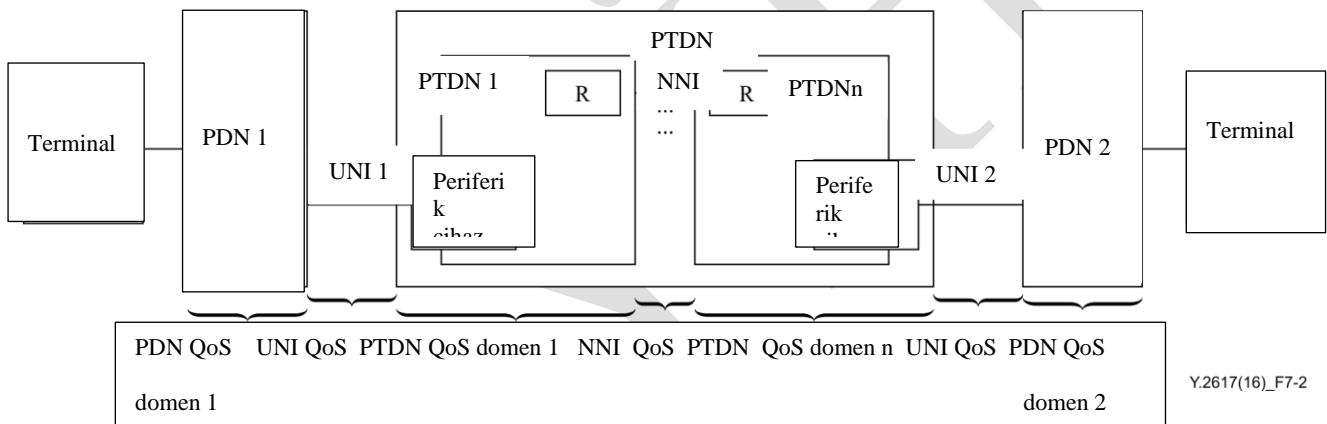 PTDN
PTDN 1
R
NNI
R
PTDNn
...
...
Terminal
PDN 1
UNI 1
Periferi
k
cihaz
Perife
rik
UNI 2
PDN 2
Terminal
PDN QoS UNI QoS PTDN QoS domen 1 NNI QoS PTDN QoS domen n UNI QoS PDN QoS
domen 1 domen 2
Y.2617(16)_F7-2